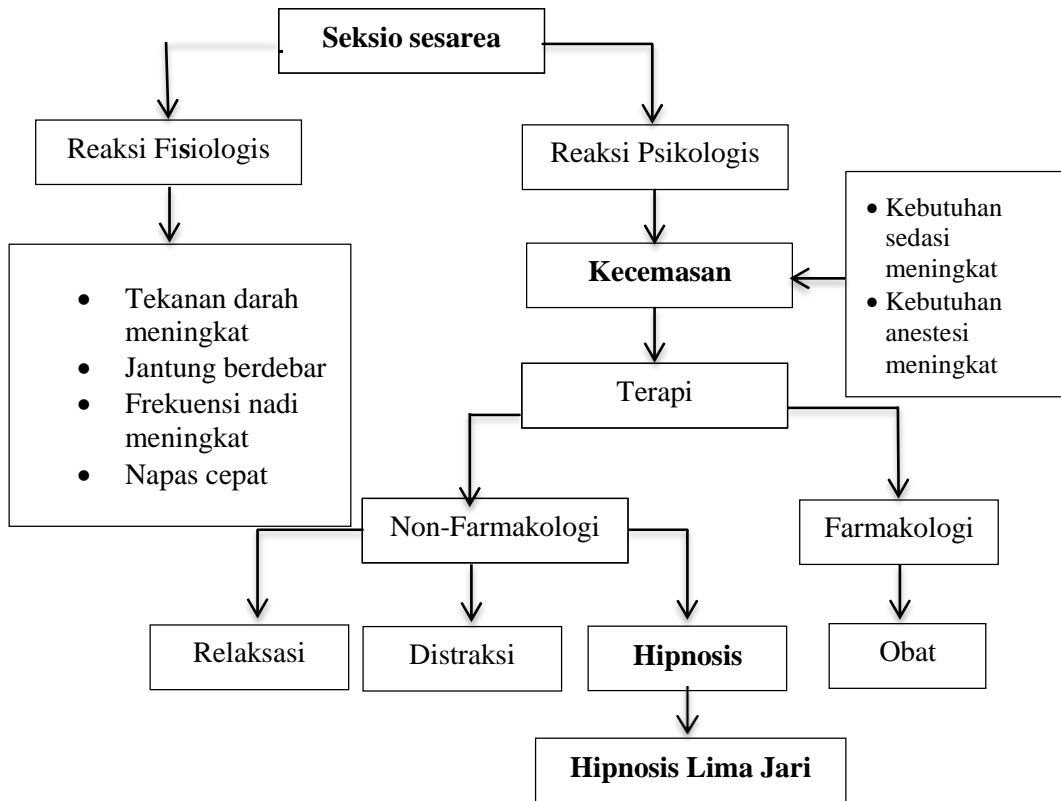 Seksio sesarea
Reaksi Fisiologis
Reaksi Psikologis
• Kebutuhan
sedasi
meningkat
• Kebutuhan
anestesi
meningkat
Kecemasan
• Tekanan darah
meningkat
• Jantung berdebar
• Frekuensi nadi
meningkat
• Napas cepat
Terapi
Non-Farmakologi
Farmakologi
Relaksasi
Distraksi
Hipnosis
Obat
Hipnosis Lima Jari